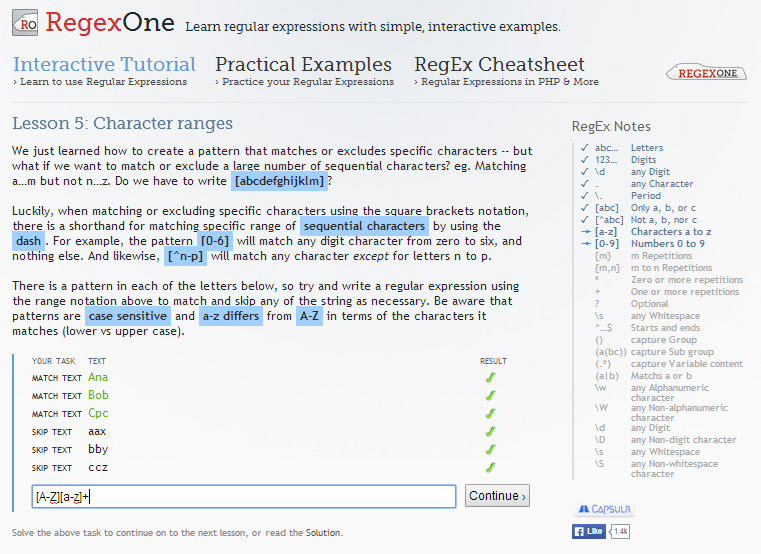 RO RegexOne Learn regular expressions with simple, interactive examples.
Interactive Tutorial Practical Examples RegEx Cheatsheet
› Learn to use Regular Expressions › Practice your Regular Expressions › Regular Expressions in PHP & More
REGEXONE
Lesson 5: Character ranges
We just learned how to create a pattern that matches or excludes specific characters -- but
what if we want to match or exclude a large number of sequential characters? eg. Matching
a...m but not n...z. Do we have to write [abcdefghijklm] ?
Luckily, when matching or excluding specific characters using the square brackets notation,
there is a shorthand for matching specific range of sequential characters by using the
dash . For example, the pattern [0-6] will match any digit character from zero to six, and
nothing else. And likewise, [^n-p] will match any character except for letters n to p.
There is a pattern in each of the letters below, so try and write a regular expression using
the range notation above to match and skip any of the string as necessary. Be aware that
patterns are case sensitive and a-z differs from A-Z in terms of the characters it
matches (lower vs upper case).
YOUR TASK TEXT RESULT
MATCH TEXT Ana
MATCH TEXT Bob
MATCH TEXT Cpc
SKIP TEXT aax
SKIP TEXT bby
SKIP TEXT ccz
[A-Z][a-z]+ Continue ›
Solve the above task to continue on to the next lesson, or read the Solution.
RegEx Notes
abc... Letters
123... Digits
\d any Digit
. any Character
\. Period
[abc] Only a, b, or c
[^abc] Not a, b, nor c
[a-z] Characters a to z
[0-9] Numbers 0 to 9
{m} m Repetitions
{m,n} m to n Repetitions
* Zero or more repetitions
+ One or more repetitions
? Optional
\s any Whitespace
^...$ Starts and ends
() capture Group
(a(bc)) capture Sub group
(.*) capture Variable content
(a|b) Matchs a or b
\w any Alphanumeric
character
\W any Non-alphanumeric
character
\d any Digit
\D any Non-digit character
\s any Whitespace
\S any Non-whitespace
character
CAPSULR
f Like 1.4k